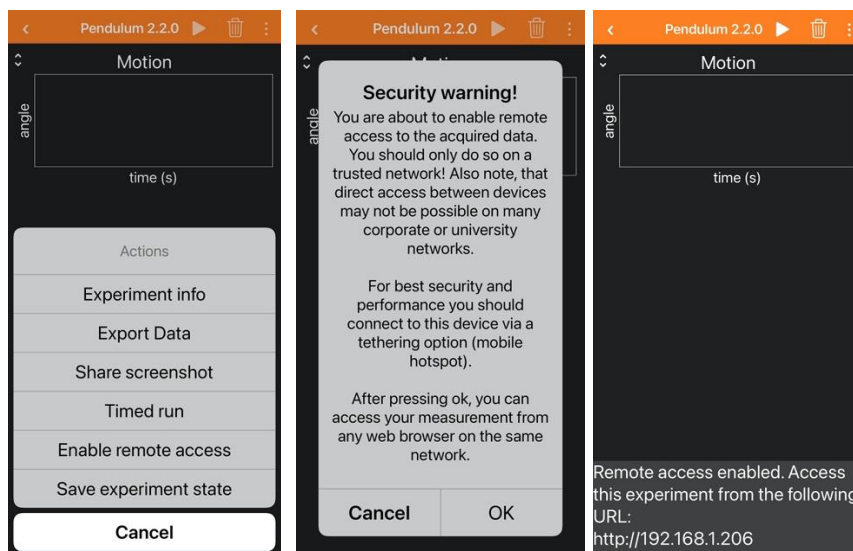 Pendulum 2.2.0
Motion
angle
time (s)
Actions
Experiment info
Export Data
Share screenshot
Timed run
Enable remote access
Save experiment state
Cancel
Pendulum 2.2.0
angle
Security warning!
You are about to enable remote
access to the acquired data.
You should only do so on a
trusted network! Also note, that
direct access between devices
may not be possible on many
corporate or university
networks.
For best security and
performance you should
connect to this device via a
tethering option (mobile
hotspot).
After pressing ok, you can
access your measurement from
any web browser on the same
network.
Cancel
OK
Pendulum 2.2.0
Motion
angle
time (s)
Remote access enabled. Access
this experiment from the following
URL:
http://192.168.1.206